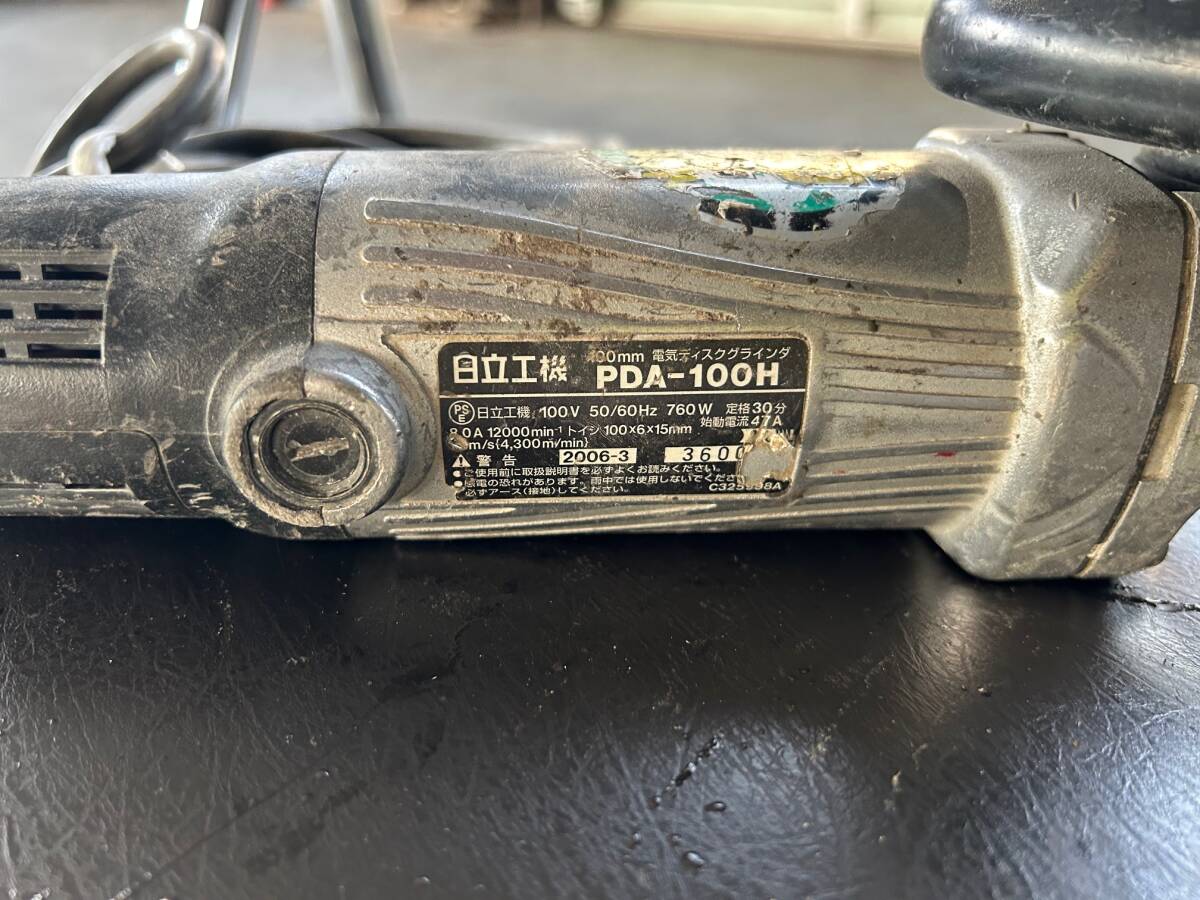 日立工機 100mm 電気ディスクグラインダ
PDA-100H
PSE 日立工機 100V 50/60Hz 760W 定格30分
8.0A 12000min⁻¹ トイシ 100×6×15mm 始動電流47A
m/s{4,300m/min}
警告 2006-3 3600
●ご使用前に取扱説明書を必ずよくお読みください。
●感電の恐れがあります。雨中では使用しないでください
必ずアース(接地)してください。